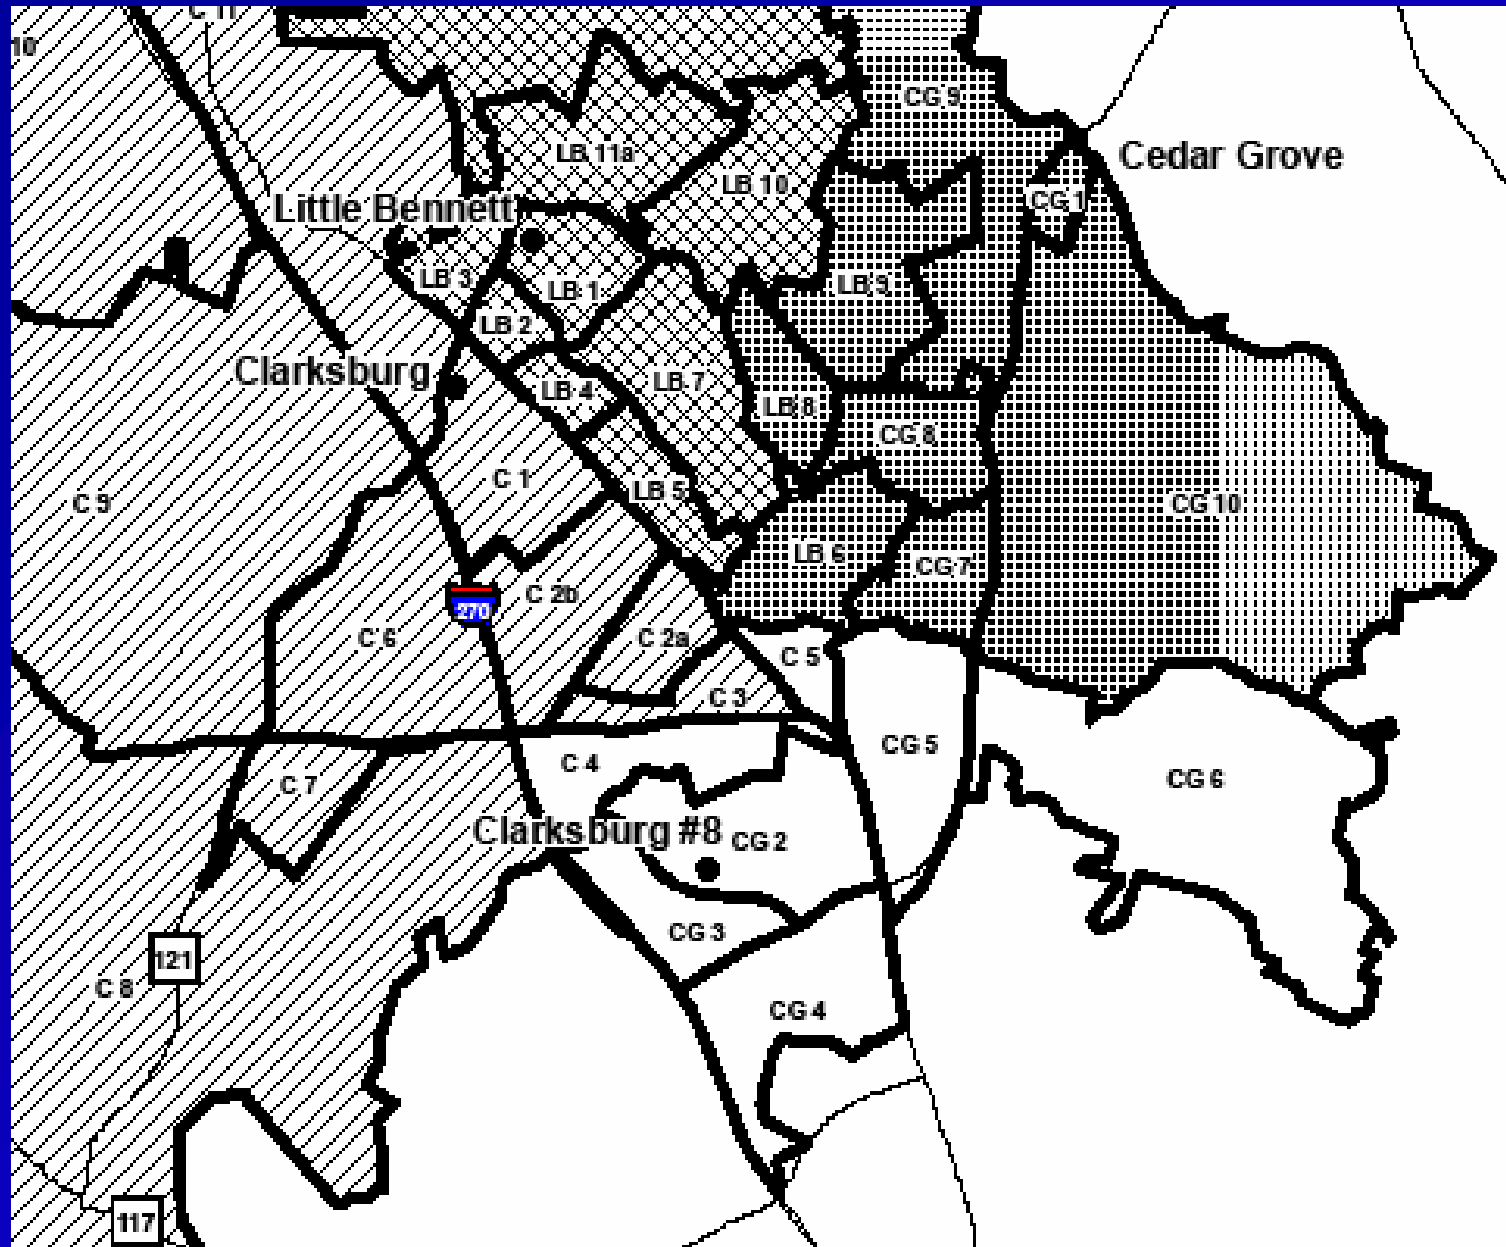 C 11
10
CG 9
LB 11a
Cedar Grove
LB 10
CG 1
Little Bennett
LB 3
LB 1
LB 9
LB 2
Clarksburg
LB 4
LB 7
LB 8
CG 8
C 1
LB 5
C 9
CG 10
LB 6
CG 7
C 2b
270
C 6
C 2a
C 5
C 3
CG 5
C 4
CG 6
C 7
Clarksburg #8
CG 2
CG 3
121
C 8
CG 4
117